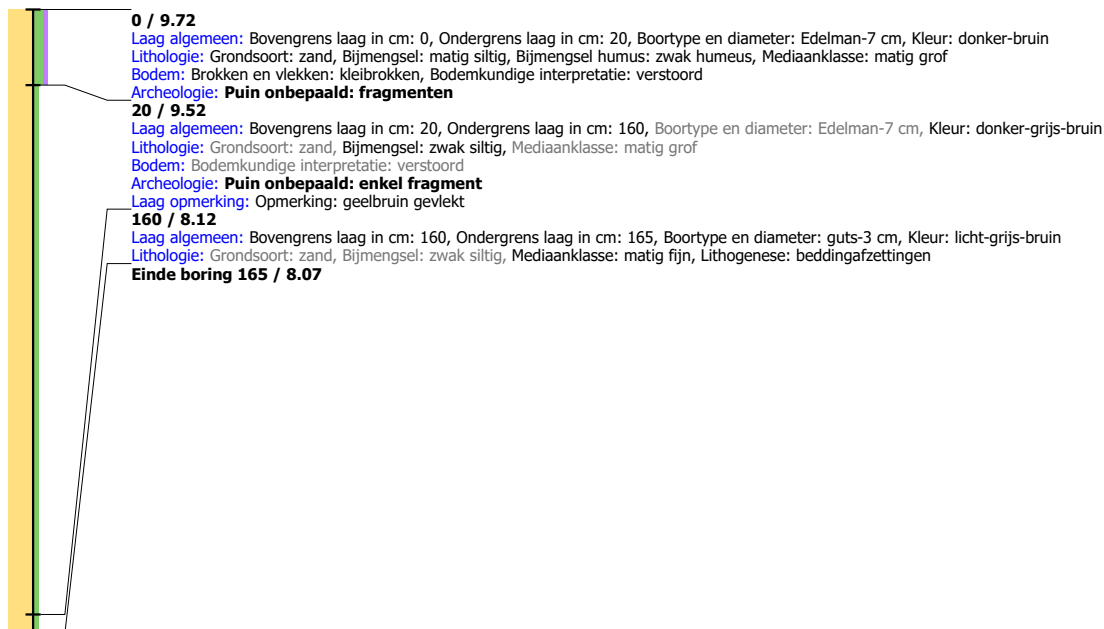 0 / 9.72
Laag algemeen: Bovengrens laag in cm: 0, Ondergrens laag in cm: 20, Boortype en diameter: Edelman-7 cm, Kleur: donker-bruin
Lithologie: Grondsoort: zand, Bijmengsel: matig siltig, Bijmengsel humus: zwak humeus, Mediaanklasse: matig grof
Bodem: Brokken en vlekken: kleibrokken, Bodemkundige interpretatie: verstoord
Archeologie: Puin onbepaald: fragmenten
20 / 9.52
Laag algemeen: Bovengrens laag in cm: 20, Ondergrens laag in cm: 160, Boortype en diameter: Edelman-7 cm, Kleur: donker-grijs-bruin
Lithologie: Grondsoort: zand, Bijmengsel: zwak siltig, Mediaanklasse: matig grof
Bodem: Bodemkundige interpretatie: verstoord
Archeologie: Puin onbepaald: enkel fragment
Laag opmerking: Opmerking: geelbruin gevlekt
160 / 8.12
Laag algemeen: Bovengrens laag in cm: 160, Ondergrens laag in cm: 165, Boortype en diameter: guts-3 cm, Kleur: licht-grijs-bruin
Lithologie: Grondsoort: zand, Bijmengsel: zwak siltig, Mediaanklasse: matig fijn, Lithogenese: beddingafzettingen
Einde boring 165 / 8.07